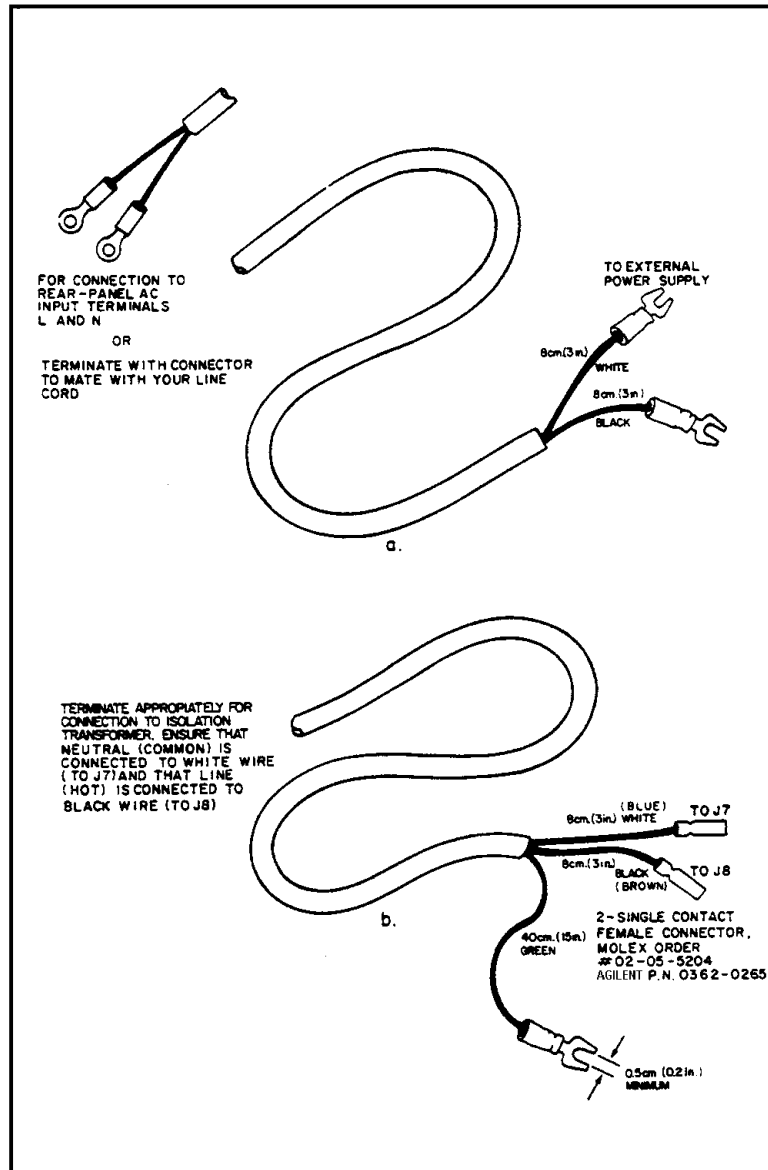 FOR CONNECTION TO
REAR-PANEL AC
INPUT TERMINALS
L AND N
OR
TERMINATE WITH CONNECTOR
TO MATE WITH YOUR LINE
CORD
TO EXTERNAL
POWER SUPPLY
8cm.(3in.)
WHITE
8cm.(3in.)
BLACK
a.
TERMINATE APPROPIATELY FOR
CONNECTION TO ISOLATION
TRANSFORMER. ENSURE THAT
NEUTRAL (COMMON) IS
CONNECTED TO WHITE WIRE
(TO J7) AND THAT LINE
(HOT) IS CONNECTED TO
BLACK WIRE (TO J8)
(BLUE)
8cm.(3in.) WHITE
TO J7
8cm.(3in.)
BLACK
(BROWN)
TO J8
b.
40cm.(15in.)
GREEN
2-SINGLE CONTACT
FEMALE CONNECTOR,
MOLEX ORDER
#02-05-5204
AGILENT P.N. 0362-0265
0.5cm (0.2in.)
MINIMUM